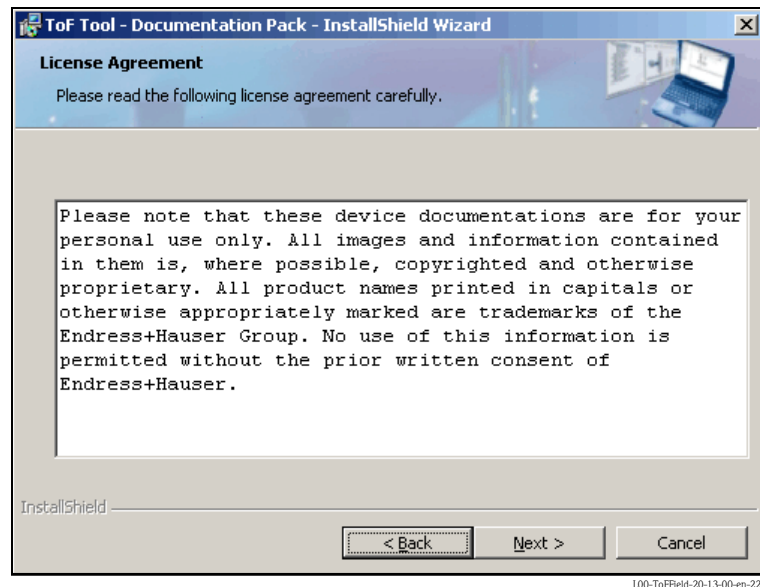 ToF Tool - Documentation Pack - InstallShield Wizard
License Agreement
Please read the following license agreement carefully.
Please note that these device documentations are for your
personal use only. All images and information contained
in them is, where possible, copyrighted and otherwise
proprietary. All product names printed in capitals or
otherwise appropriately marked are trademarks of the
Endress+Hauser Group. No use of this information is
permitted without the prior written consent of
Endress+Hauser.
InstallShield
< Back Next > Cancel
L00-ToFField-20-13-00-en-22